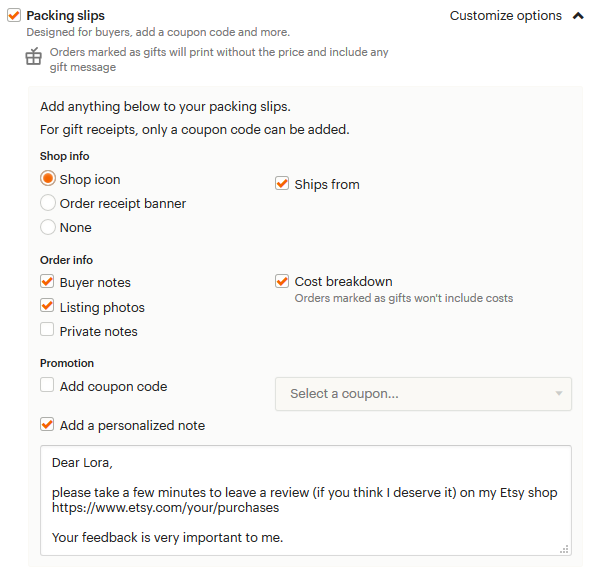 Packing slips
Customize options
Designed for buyers, add a coupon code and more.
Orders marked as gifts will print without the price and include any
gift message
Add anything below to your packing slips.
For gift receipts, only a coupon code can be added.
Shop info
Shop icon
Ships from
Order receipt banner
None
Order info
Buyer notes
Cost breakdown
Orders marked as gifts won't include costs
Listing photos
Private notes
Promotion
Add coupon code
Select a coupon...
Add a personalized note
Dear Lora,
please take a few minutes to leave a review (if you think I deserve it) on my Etsy shop
https://www.etsy.com/your/purchases
Your feedback is very important to me.